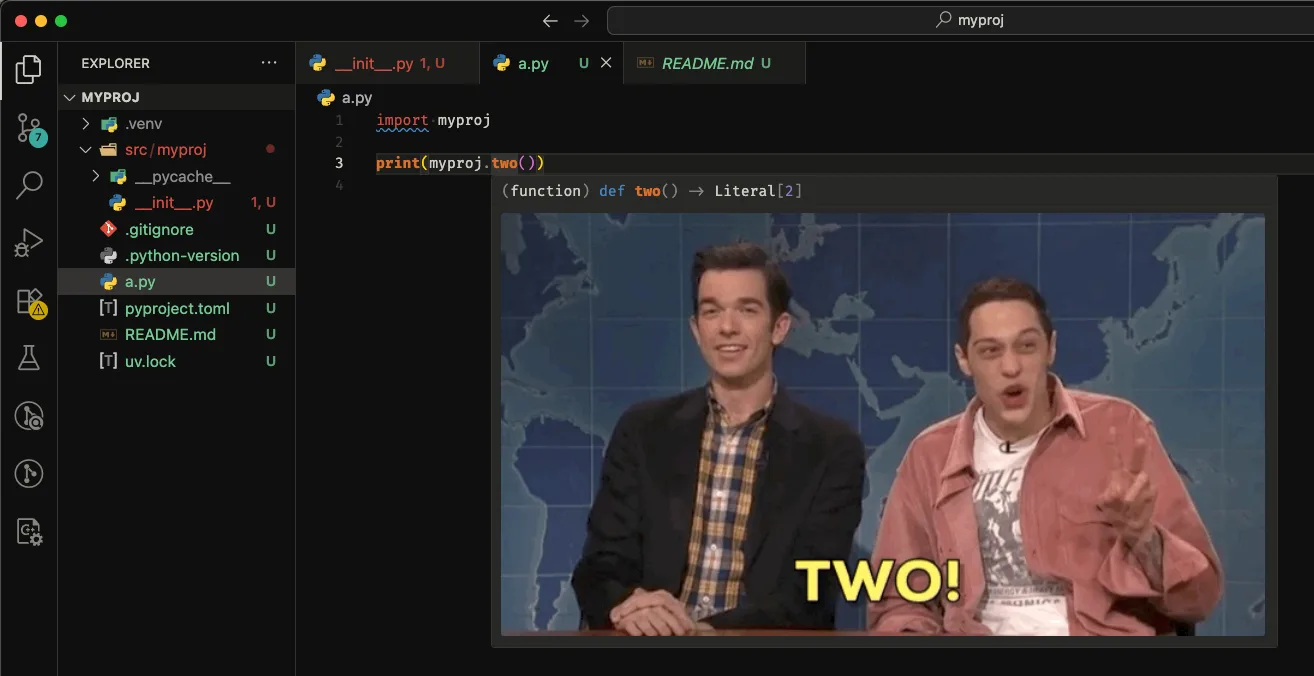 myproj
EXPLORER
MYPROJ
.venv
src/myproj
__pycache__
__init__.py 1, U
.gitignore U
.python-version U
a.py U
pyproject.toml U
README.md U
uv.lock U
7
__init__.py 1, U
a.py U
README.md U
a.py
1 import myproj
2
3 print(myproj.two())
4
(function) def two() -> Literal[2]
TWO!